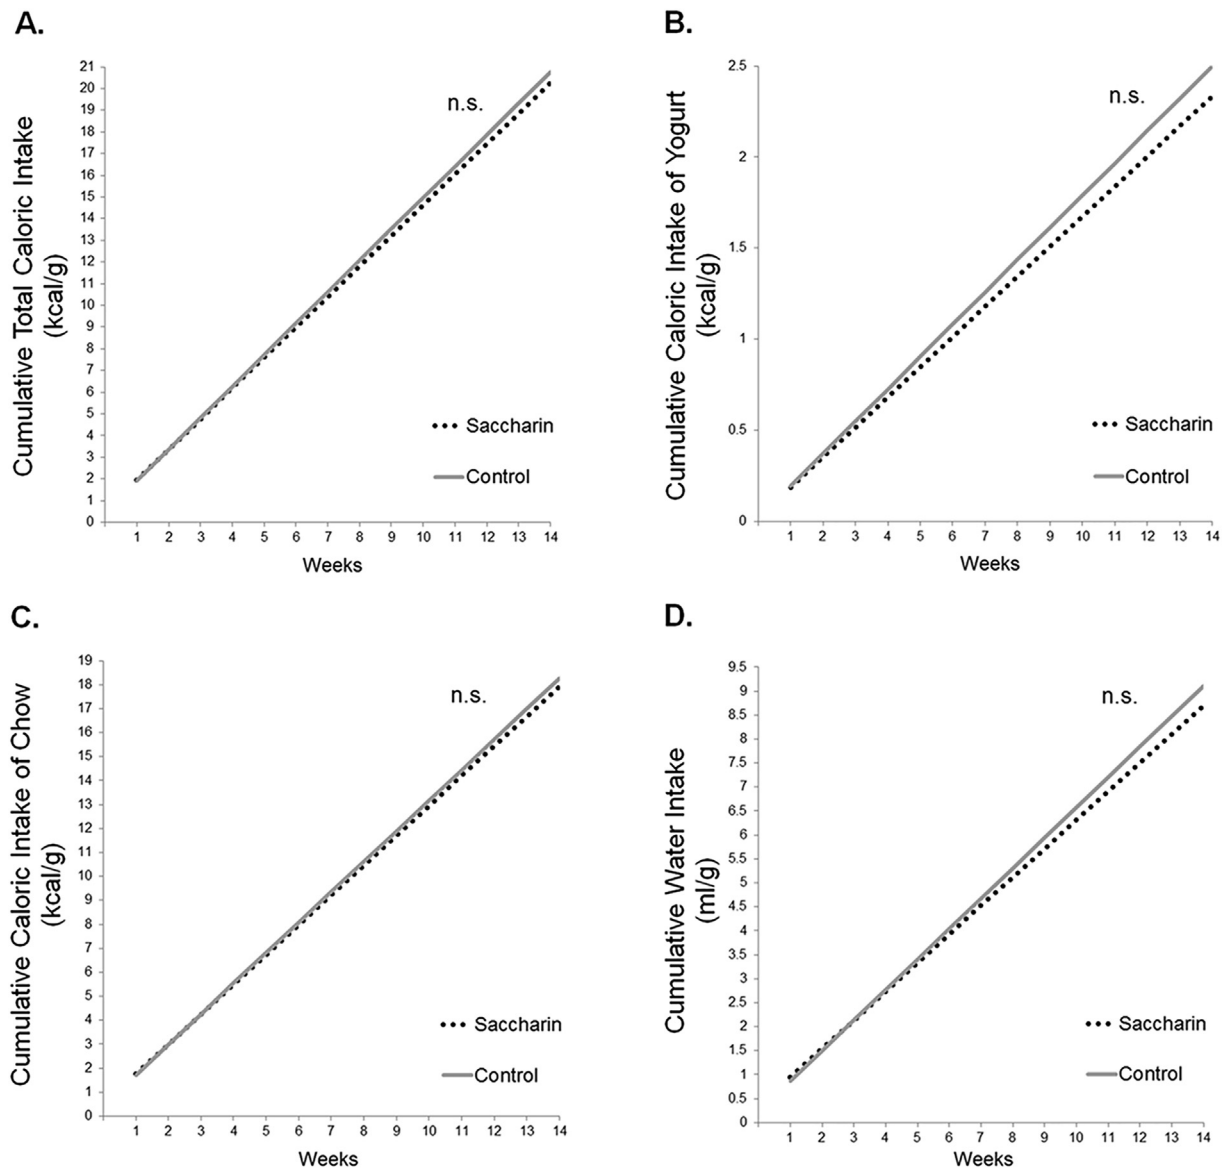 A.
Cumulative Total Caloric Intake
(kcal/g)
21
20
19
18
17
16
15
14
13
12
11
10
9
8
7
6
5
4
3
2
1
0
n.s.
Saccharin
Control
1 2 3 4 5 6 7 8 9 10 11 12 13 14
Weeks
B.
Cumulative Caloric Intake of Yogurt
(kcal/g)
2.5
2
1.5
1
0.5
0
n.s.
Saccharin
Control
1 2 3 4 5 6 7 8 9 10 11 12 13 14
Weeks
C.
Cumulative Caloric Intake of Chow
(kcal/g)
19
18
17
16
15
14
13
12
11
10
9
8
7
6
5
4
3
2
1
0
n.s.
Saccharin
Control
1 2 3 4 5 6 7 8 9 10 11 12 13 14
Weeks
D.
Cumulative Water Intake
(ml/g)
9.5
9
8.5
8
7.5
7
6.5
6
5.5
5
4.5
4
3.5
3
2.5
2
1.5
1
0.5
0
n.s.
Saccharin
Control
1 2 3 4 5 6 7 8 9 10 11 12 13 14
Weeks